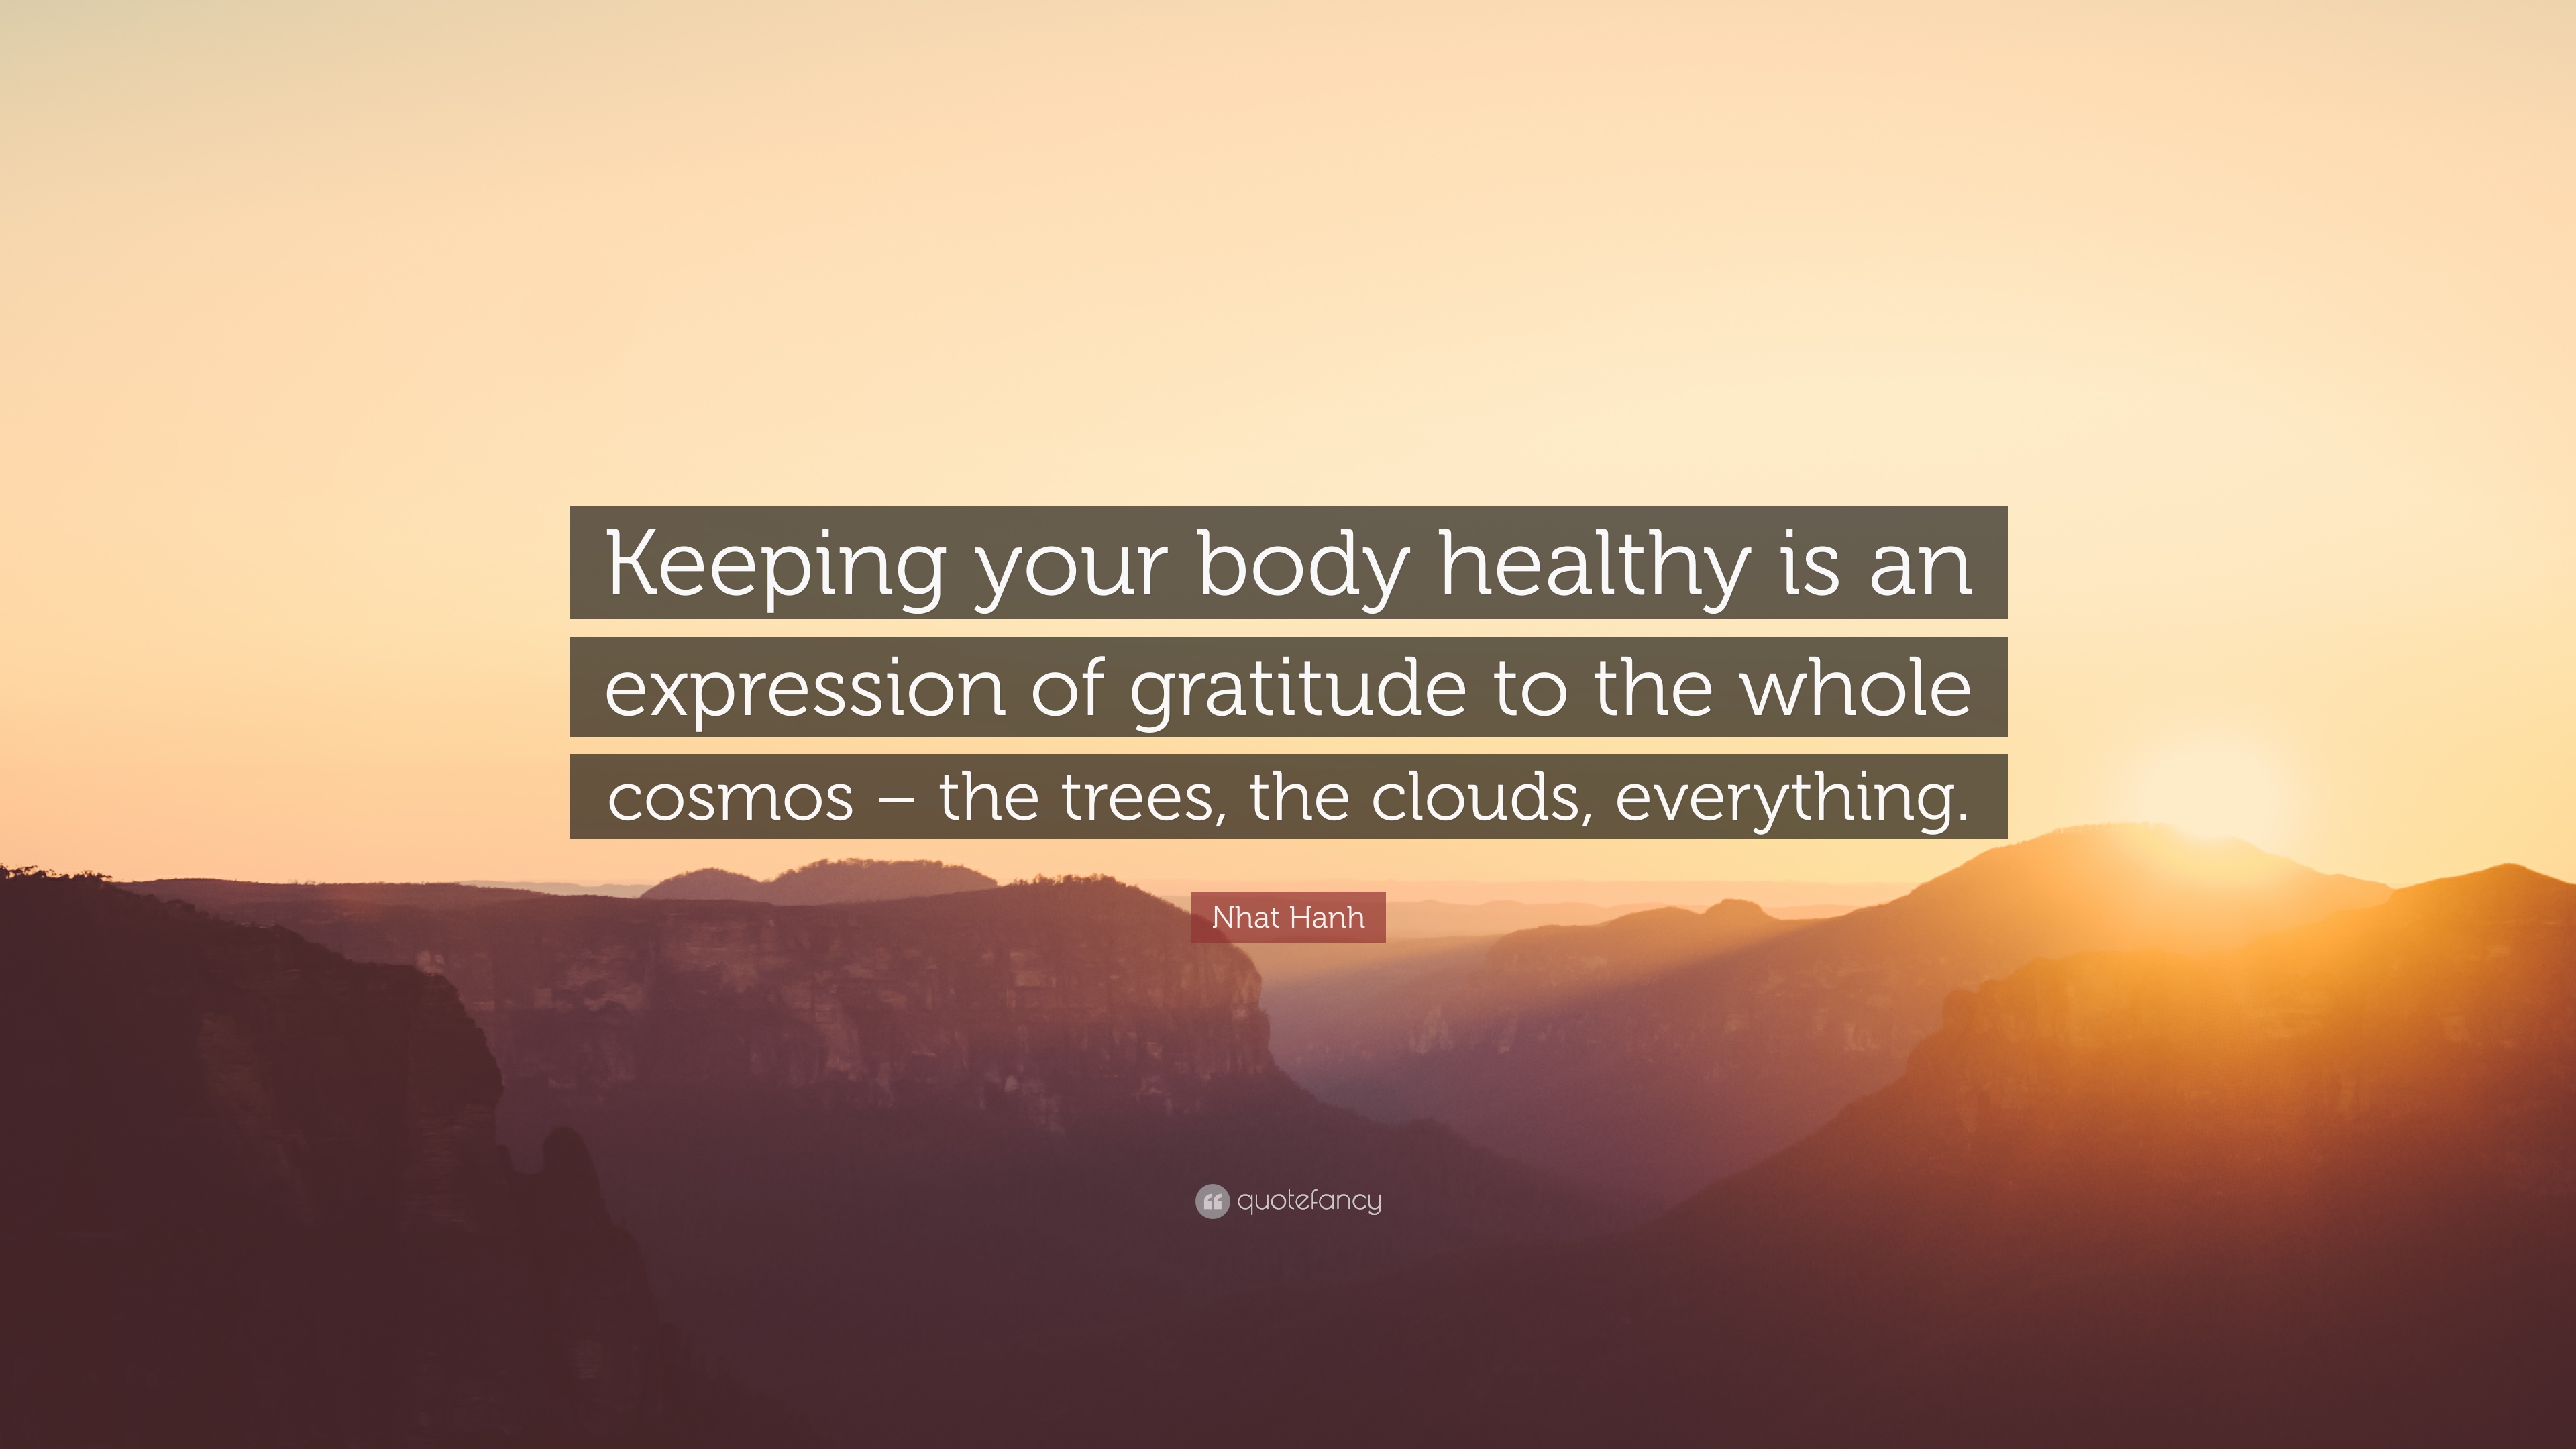 Keeping your body healthy is an
expression of gratitude to the whole
cosmos – the trees, the clouds, everything.
Nhat Hanh
quotefancy